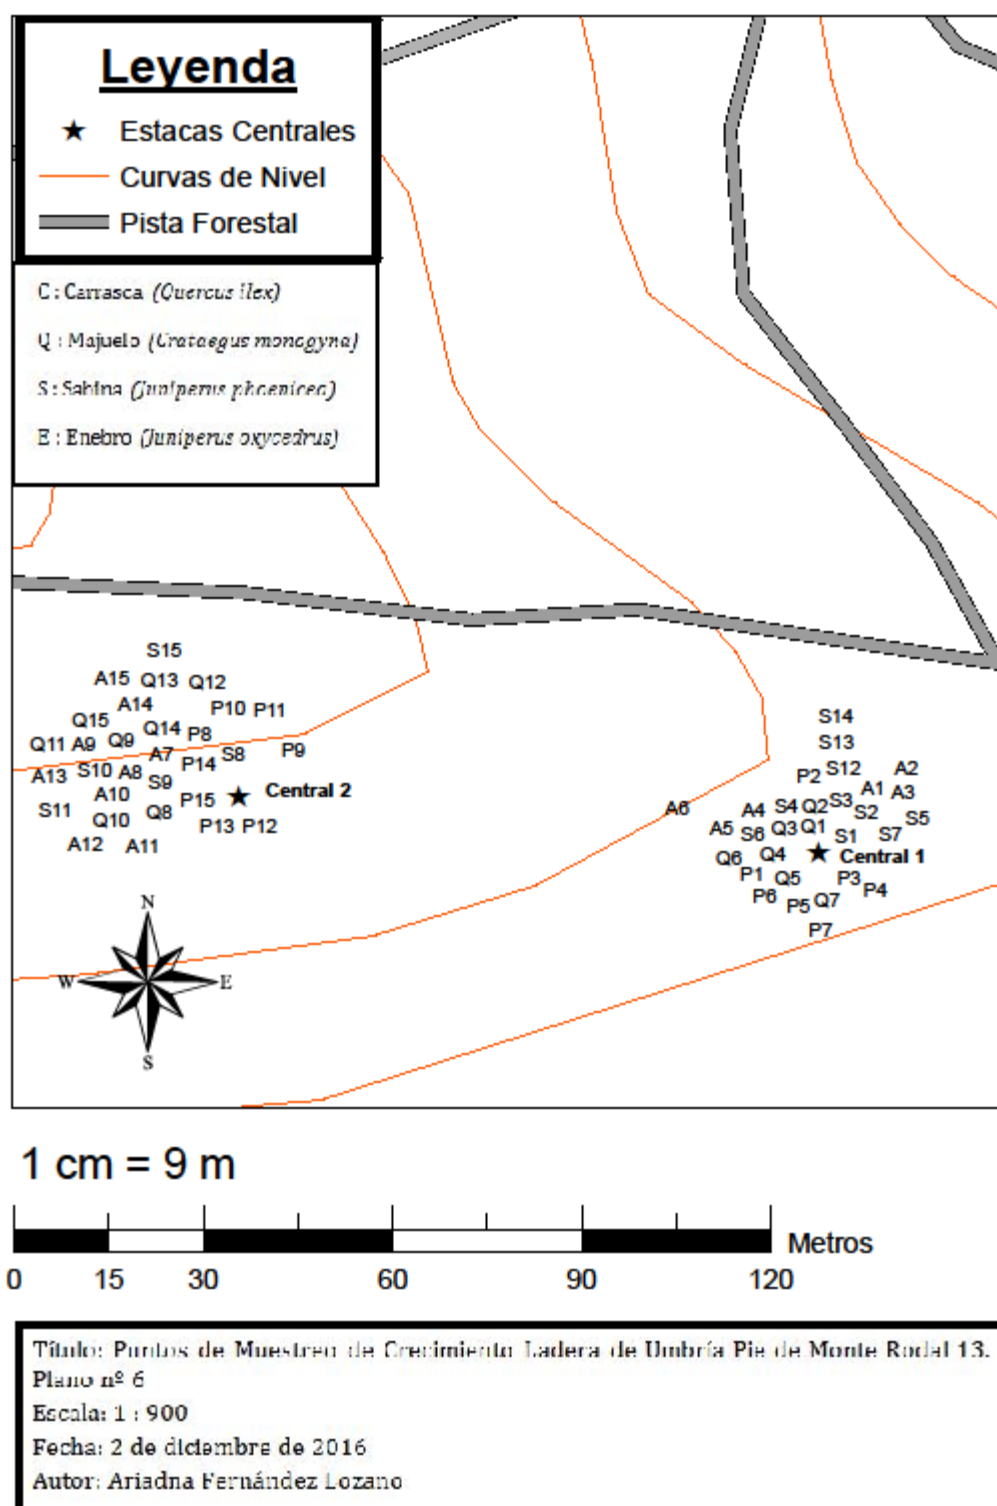 Leyenda
Estacas Centrales
Curvas de Nivel
Pista Forestal
C : Carrasca (Quercus ilex)
Q : Majuelo (Crataegus monogyna)
S : Sabina (Juniperus phoenicea)
E : Enebro (Juniperus oxycedrus)
S15
A15 Q13 Q12
A14 P10 P11
Q15 Q14 P8
Q11 A9 Q9 A7 S8 P9
P14
A13 S10 A8 S9
A10 P15 Central 2
S11 Q10 Q8
P13 P12
A12 A11
S14
S13
P2 S12 A2
A1 A3
A6 A4 S4 Q2 S3 S2 S5
A5 S6 Q3 Q1 S1 S7
Q6 Q4 Central 1
P1 Q5 P3
P6 P5 Q7 P4
P7
N
W E
S
1 cm = 9 m
Metros
0 15 30 60 90 120
Título: Puntos de Muestreo de Crecimiento Ladera de Umbría Pie de Monte Rodal 13.
Plano nº 6
Escala: 1 : 900
Fecha: 2 de diciembre de 2016
Autor: Ariadna Fernández Lozano